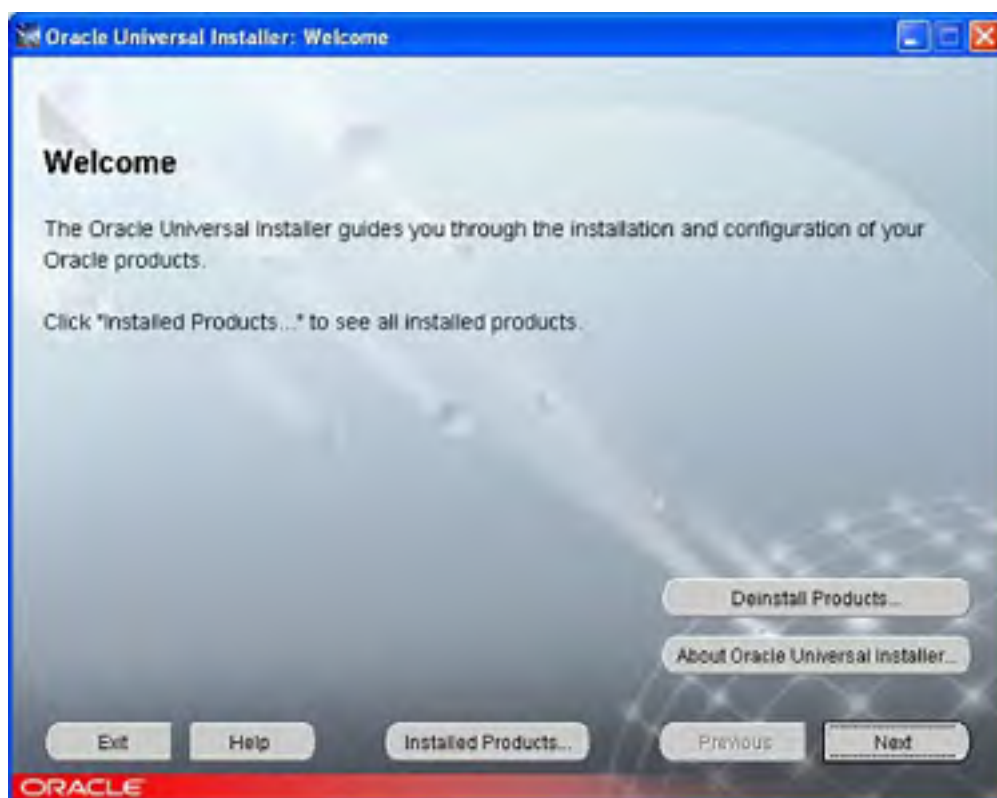 Oracle Universal Installer: Welcome
Welcome
The Oracle Universal Installer guides you through the installation and configuration of your
Oracle products.
Click "Installed Products..." to see all installed products.
Deinstall Products...
About Oracle Universal Installer...
Exit Help Installed Products... Previous Next
ORACLE